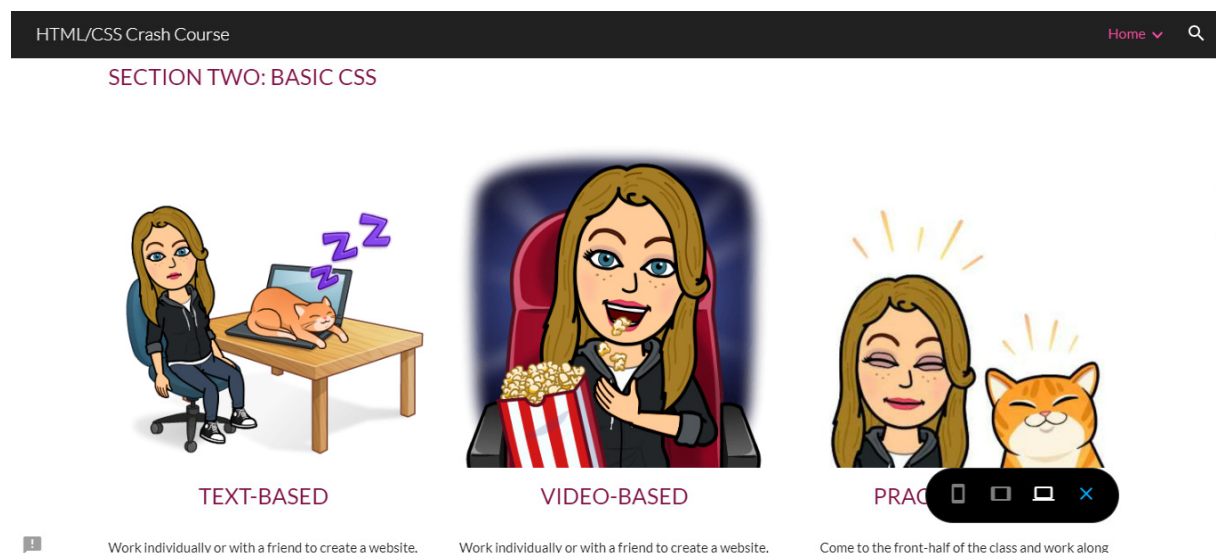 HTML/CSS Crash Course
Home
SECTION TWO: BASIC CSS
Z Z Z
TEXT-BASED
VIDEO-BASED
PRAC
Work individually or with a friend to create a website,
Work individually or with a friend to create a website,
Come to the front-half of the class and work along